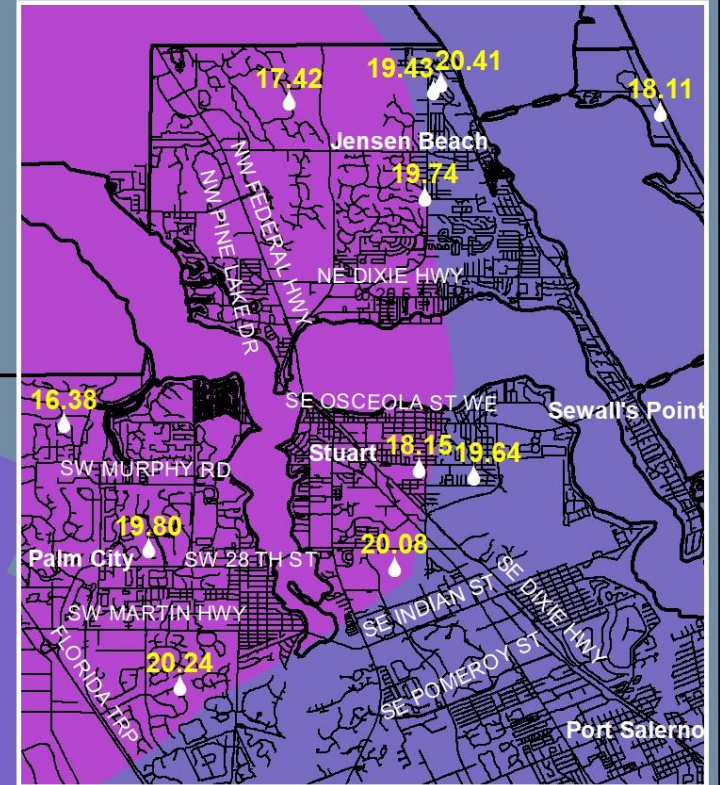 19.43
20.41
17.42
18.11
Jensen Beach
19.74
NW FEDERAL HWY
NW PINE LAKE DR
NE DIXIE HWY
16.38
SE OSCEOLA ST WE
Sewall's Point
Stuart
18.15
19.64
SW MURPHY RD
19.80
20.08
Palm City
SW 28 TH ST
SE DIXIE HWY
SE INDIAN ST
SW MARTIN HWY
FLORIDA TRP
20.24
SE POMEROY ST
Port Salerno